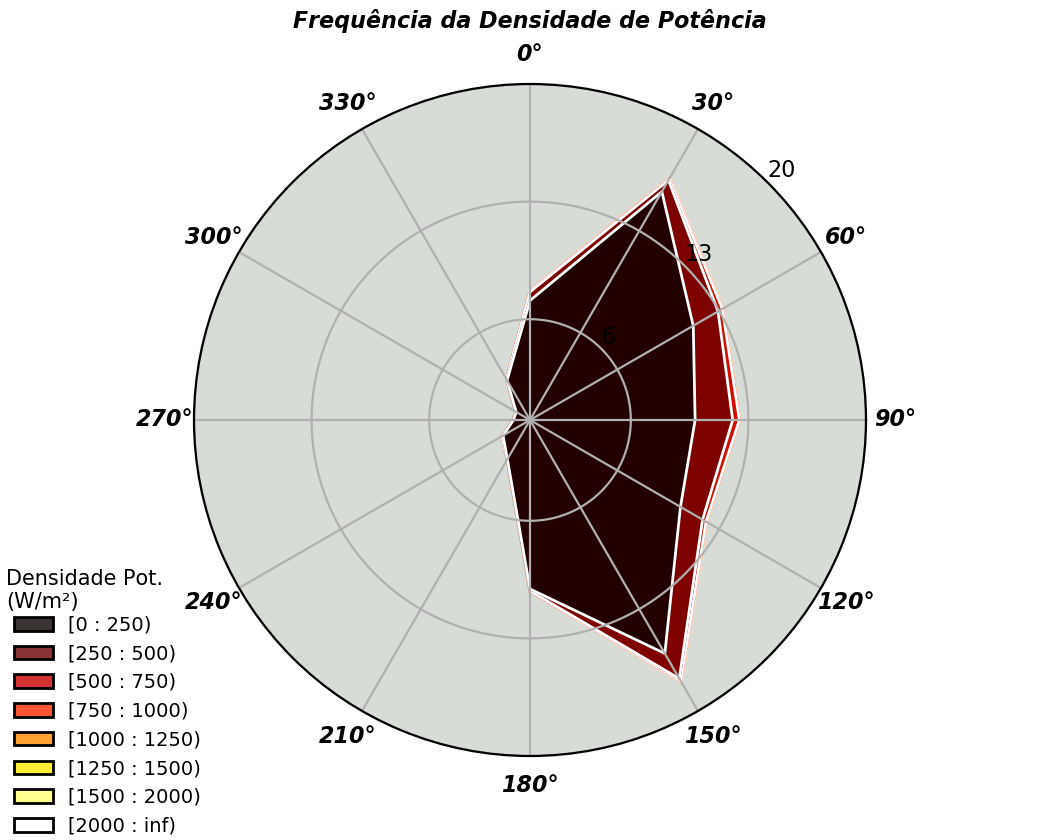 Frequência da Densidade de Potência
0°
330°
30°
20
300°
60°
13
6
270°
90°
240°
120°
210°
150°
180°
Densidade Pot.
(W/m²)
[0 : 250)
[250 : 500)
[500 : 750)
[750 : 1000)
[1000 : 1250)
[1250 : 1500)
[1500 : 2000)
[2000 : inf)